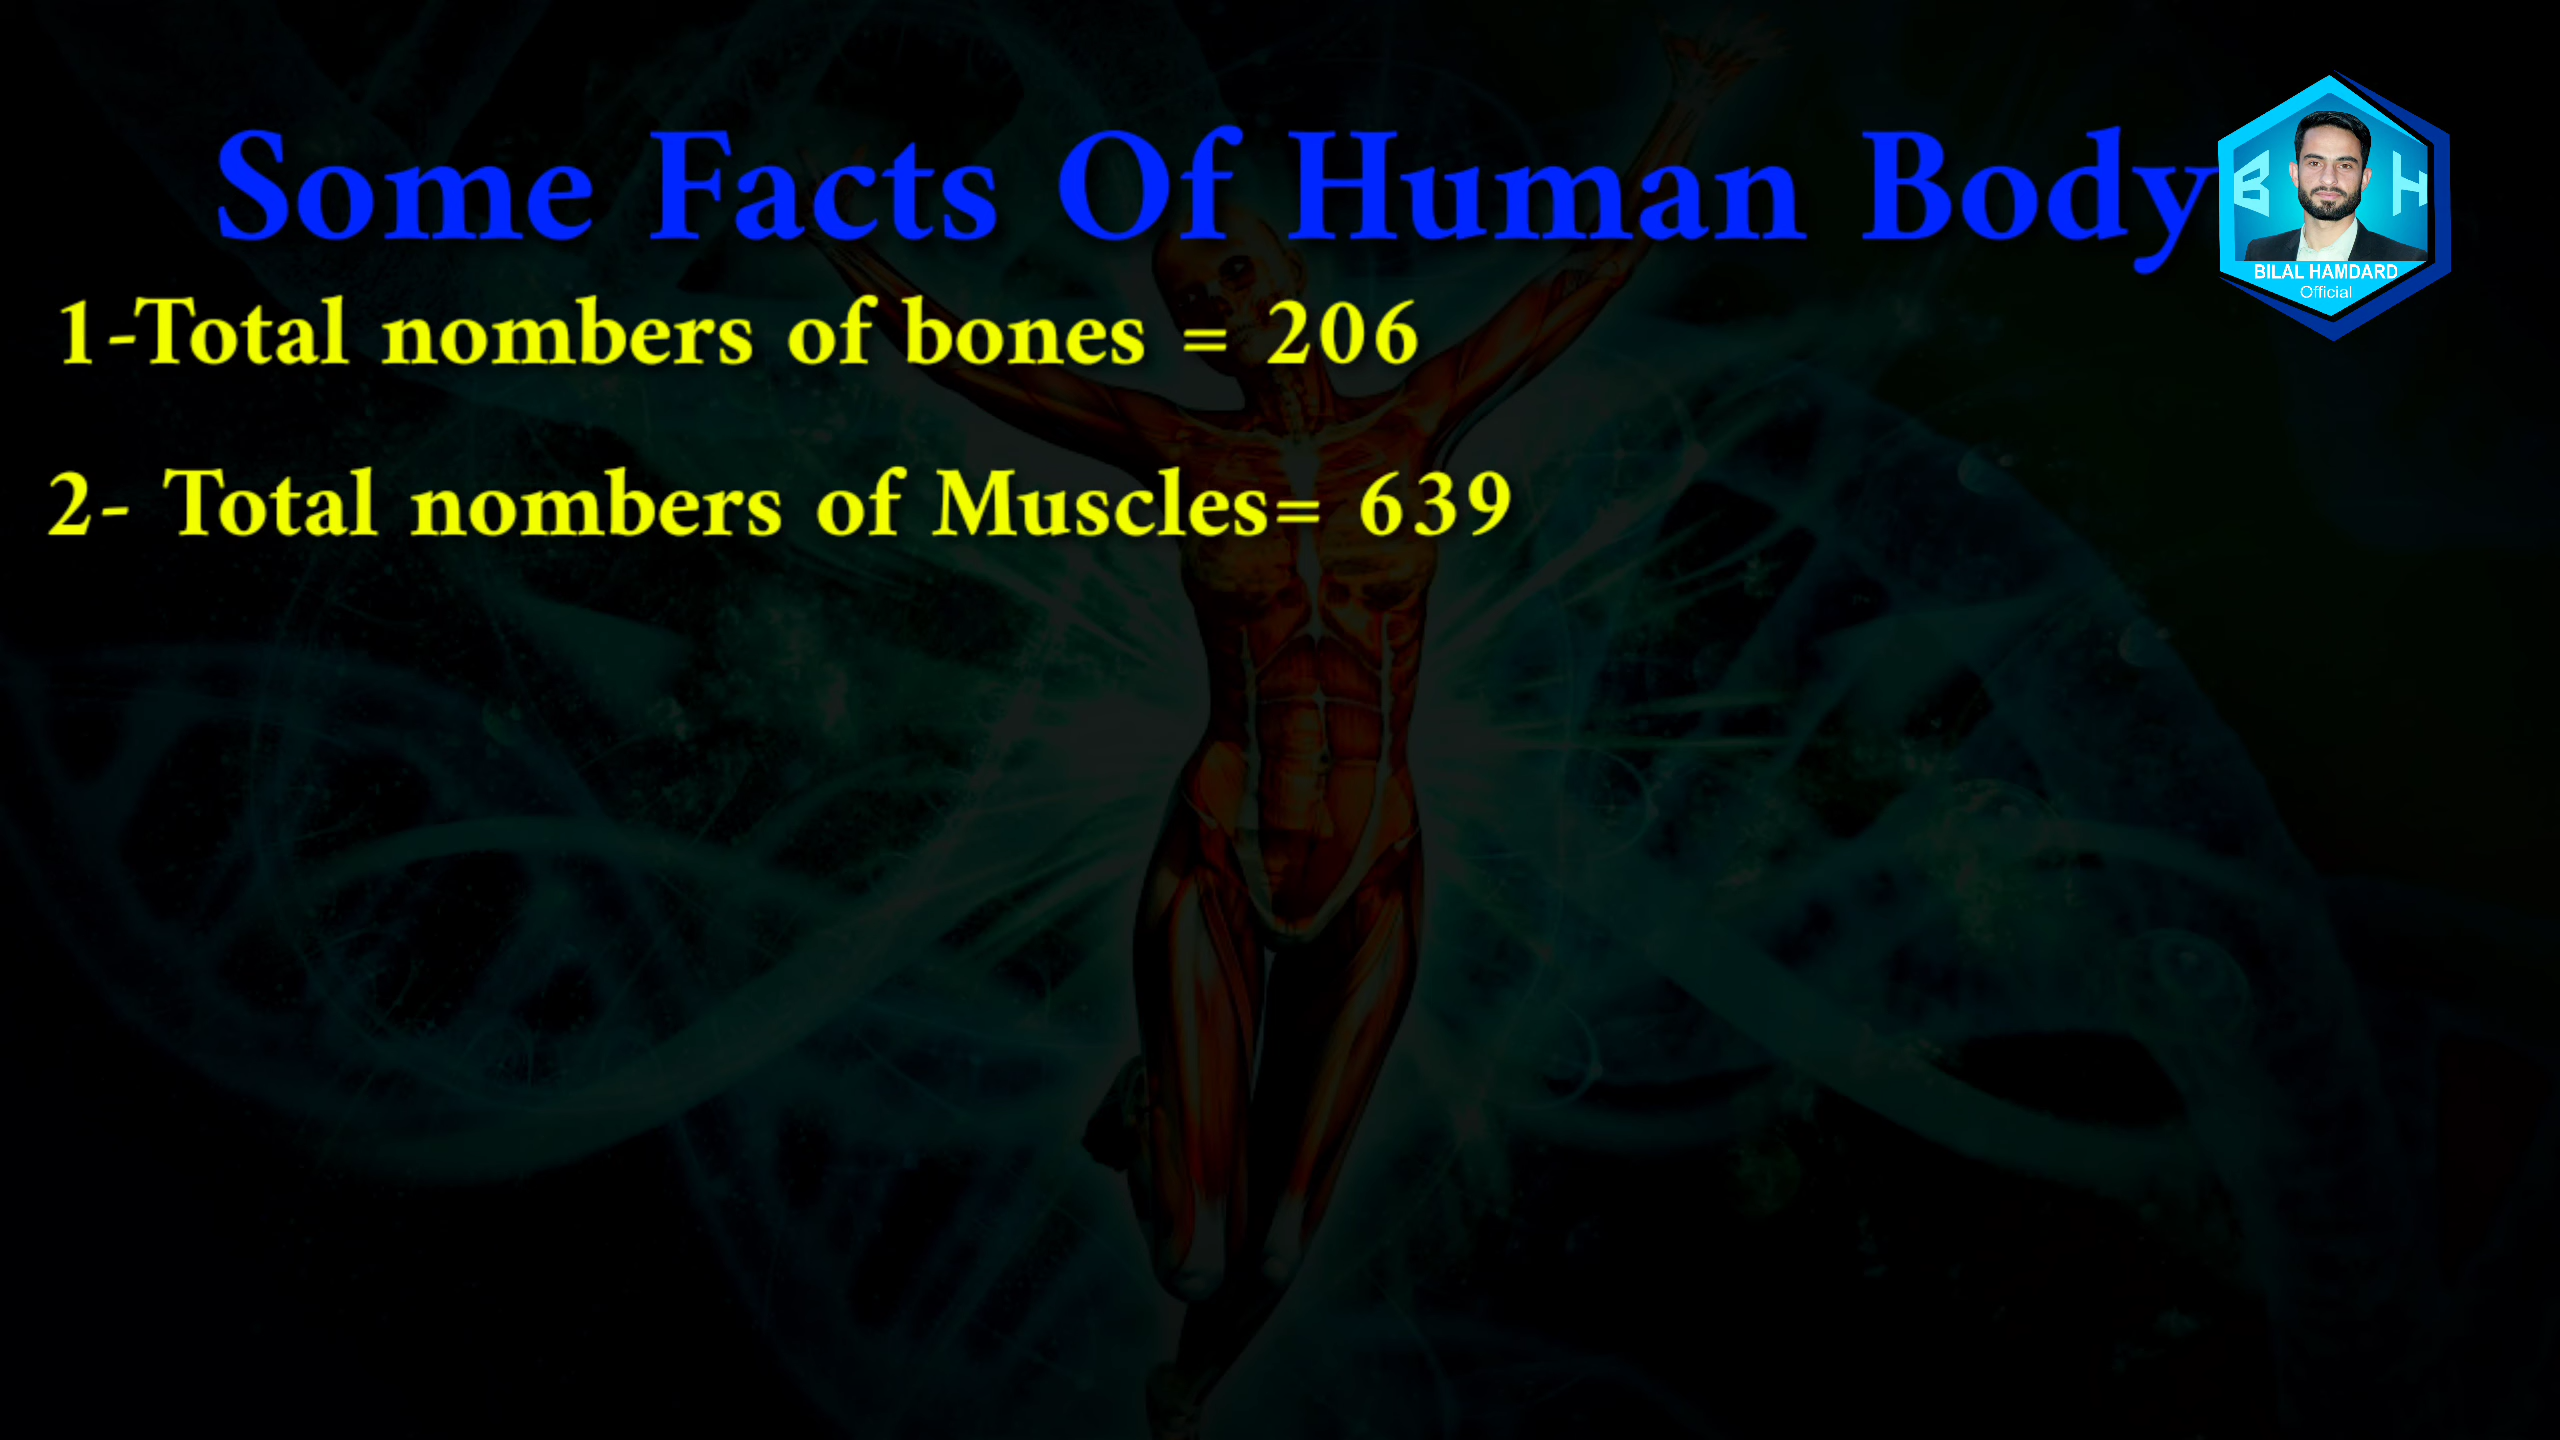 Some Facts Of Human Body
B H
BILAL HAMDARD
Official
1-Total nombers of bones = 206
2- Total nombers of Muscles= 639